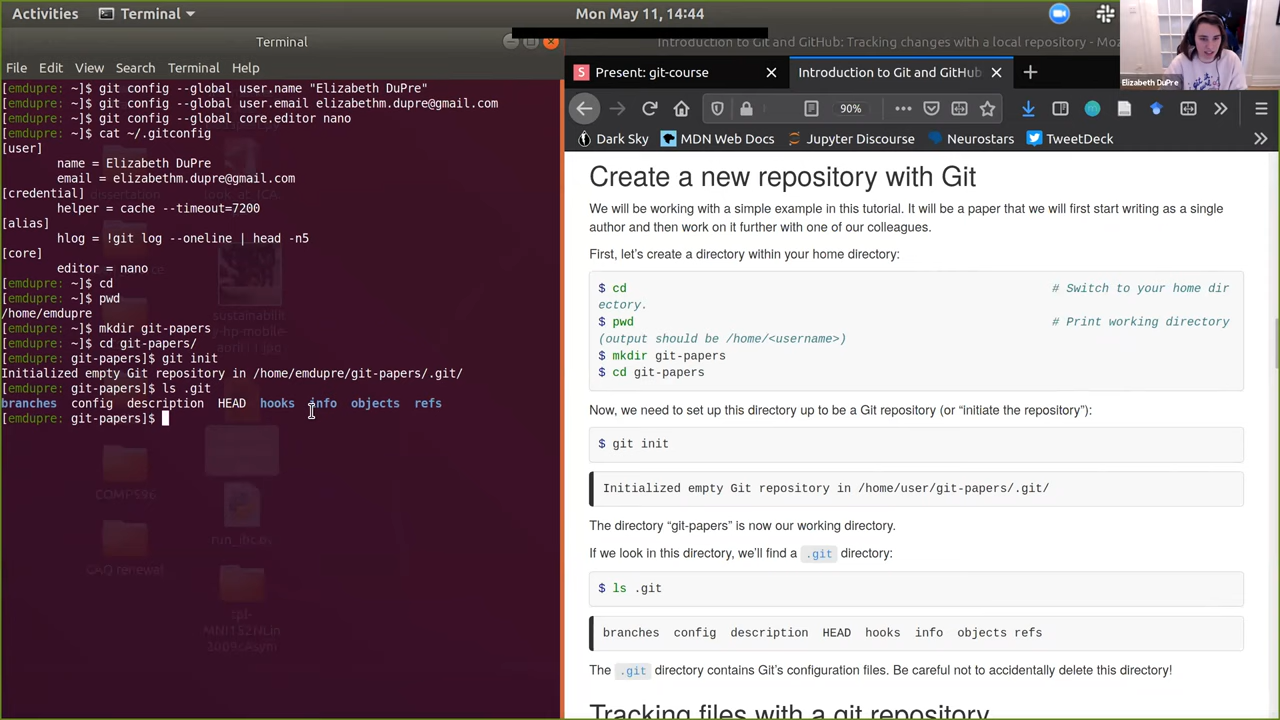 Activities
Terminal
Mon May 11, 14:44
Terminal
File Edit View Search Terminal Help
[emdupre: ~]$ git config --global user.name "Elizabeth DuPre"
[emdupre: ~]$ git config --global user.email elizabethm.dupre@gmail.com
[emdupre: ~]$ git config --global core.editor nano
[emdupre: ~]$ cat ~/.gitconfig
[user]
name = Elizabeth DuPre
email = elizabethm.dupre@gmail.com
[credential]
helper = cache --timeout=7200
[alias]
hlog = !git log --oneline | head -n5
[core]
editor = nano
[emdupre: ~]$ cd
[emdupre: ~]$ pwd
/home/emdupre
[emdupre: ~]$ mkdir git-papers
[emdupre: ~]$ cd git-papers/
[emdupre: git-papers]$ git init
Initialized empty Git repository in /home/emdupre/git-papers/.git/
[emdupre: git-papers]$ ls .git
branches config description HEAD hooks info objects refs
[emdupre: git-papers]$
COMP596
run_ibc.ev
CAQ renewal
Introduction to Git and GitHub: Tracking changes with a local repository - Moz
Elizabeth DuPre
Present: git-course
Introduction to Git and GitHub
90%
Dark Sky
MDN Web Docs
Jupyter Discourse
Neurostars
TweetDeck
Create a new repository with Git
We will be working with a simple example in this tutorial. It will be a paper that we will first start writing as a single
author and then work on it further with one of our colleagues.
First, let's create a directory within your home directory:
$ cd # Switch to your home dir
ectory.
$ pwd # Print working directory
(output should be /home/<username>)
$ mkdir git-papers
$ cd git-papers
Now, we need to set up this directory up to be a Git repository (or "initiate the repository"):
$ git init
Initialized empty Git repository in /home/user/git-papers/.git/
The directory "git-papers" is now our working directory.
If we look in this directory, we'll find a .git directory:
$ ls .git
branches config description HEAD hooks info objects refs
The .git directory contains Git's configuration files. Be careful not to accidentally delete this directory!
Tracking files with a git repository